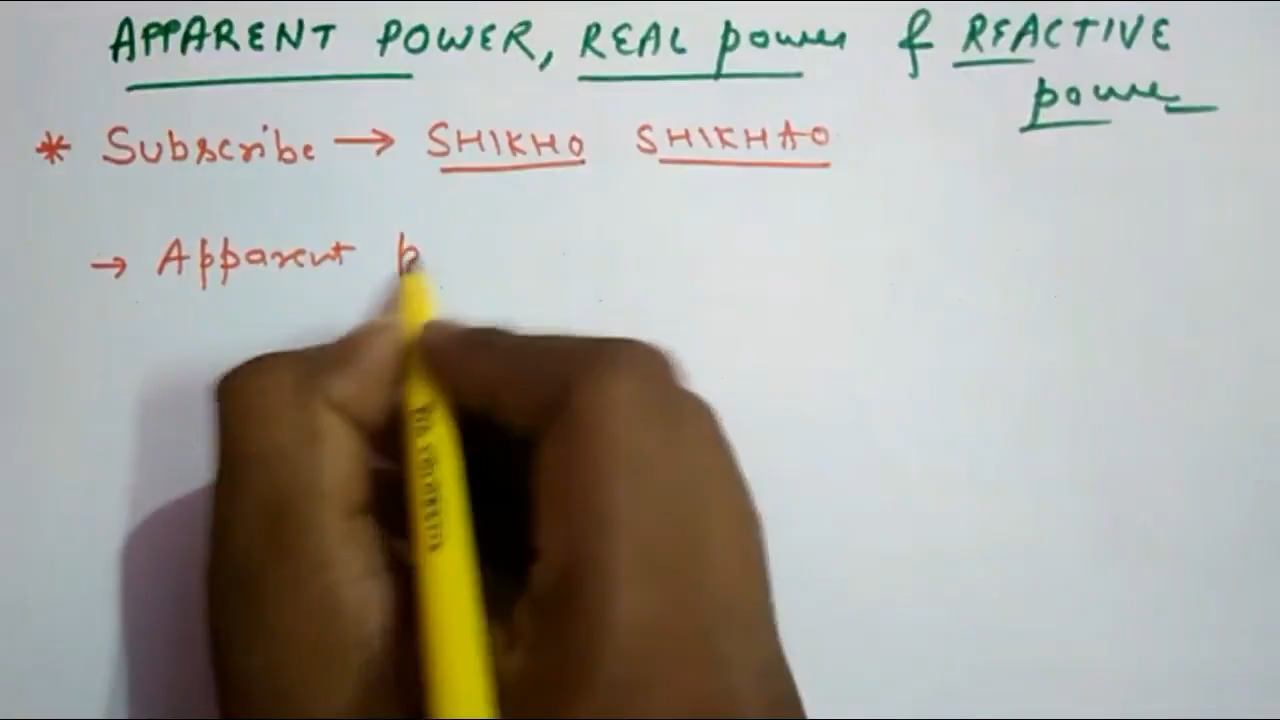 APPARENT POWER, REAL power & REACTIVE
power
* Subscribe → SHIKHO SHIKHAO
→ Apparent p